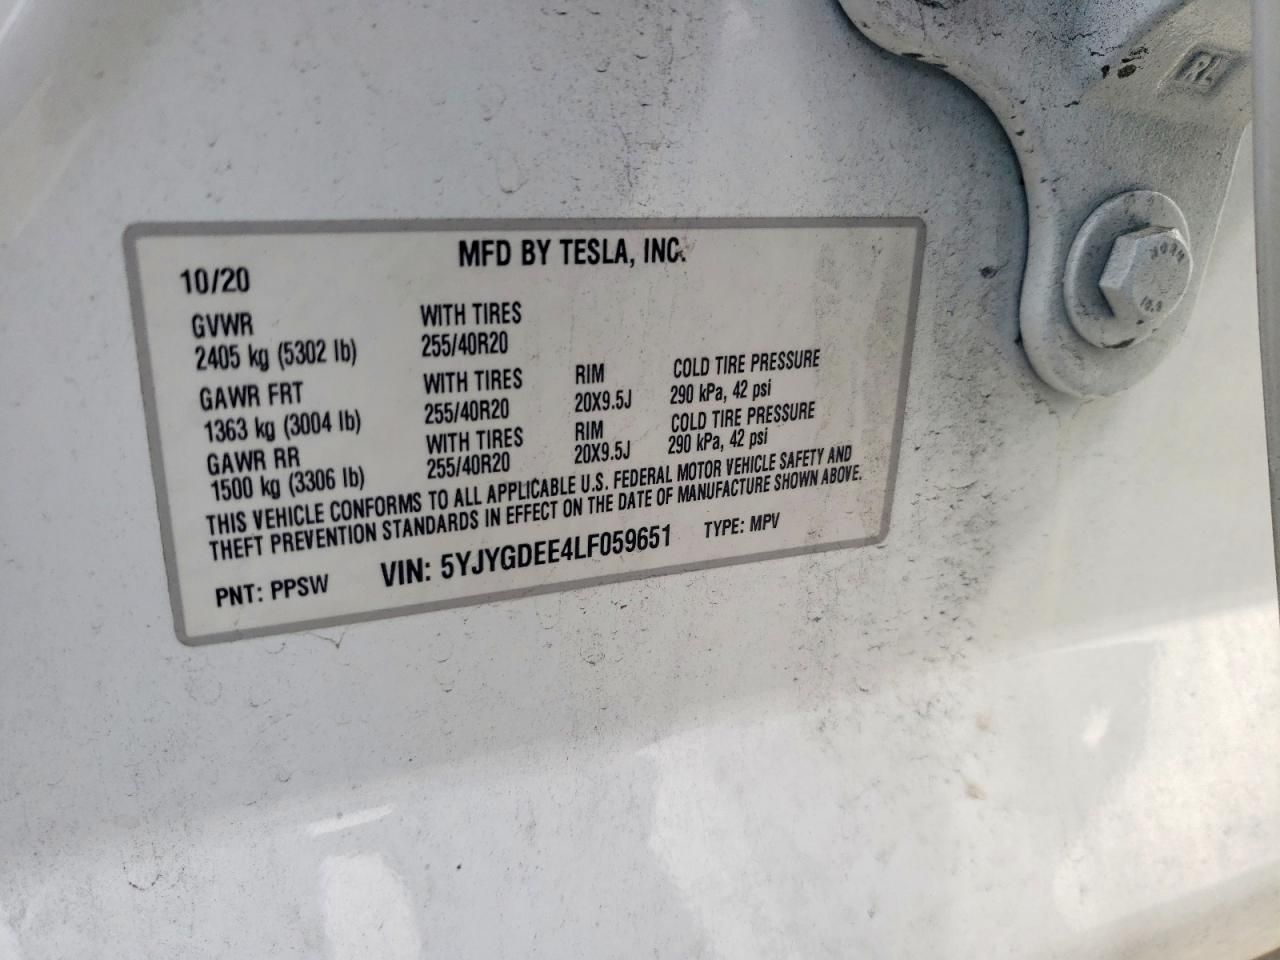 MFD BY TESLA, INC.
10/20
GVWR
2405 kg (5302 lb)
WITH TIRES
255/40R20
GAWR FRT
1363 kg (3004 lb)
WITH TIRES
255/40R20
RIM
20X9.5J
COLD TIRE PRESSURE
290 kPa, 42 psi
GAWR RR
1500 kg (3306 lb)
WITH TIRES
255/40R20
RIM
20X9.5J
COLD TIRE PRESSURE
290 kPa, 42 psi
THIS VEHICLE CONFORMS TO ALL APPLICABLE U.S. FEDERAL MOTOR VEHICLE SAFETY AND
THEFT PREVENTION STANDARDS IN EFFECT ON THE DATE OF MANUFACTURE SHOWN ABOVE.
PNT: PPSW VIN: 5YJYGDEE4LF059651 TYPE: MPV
RL
10.9